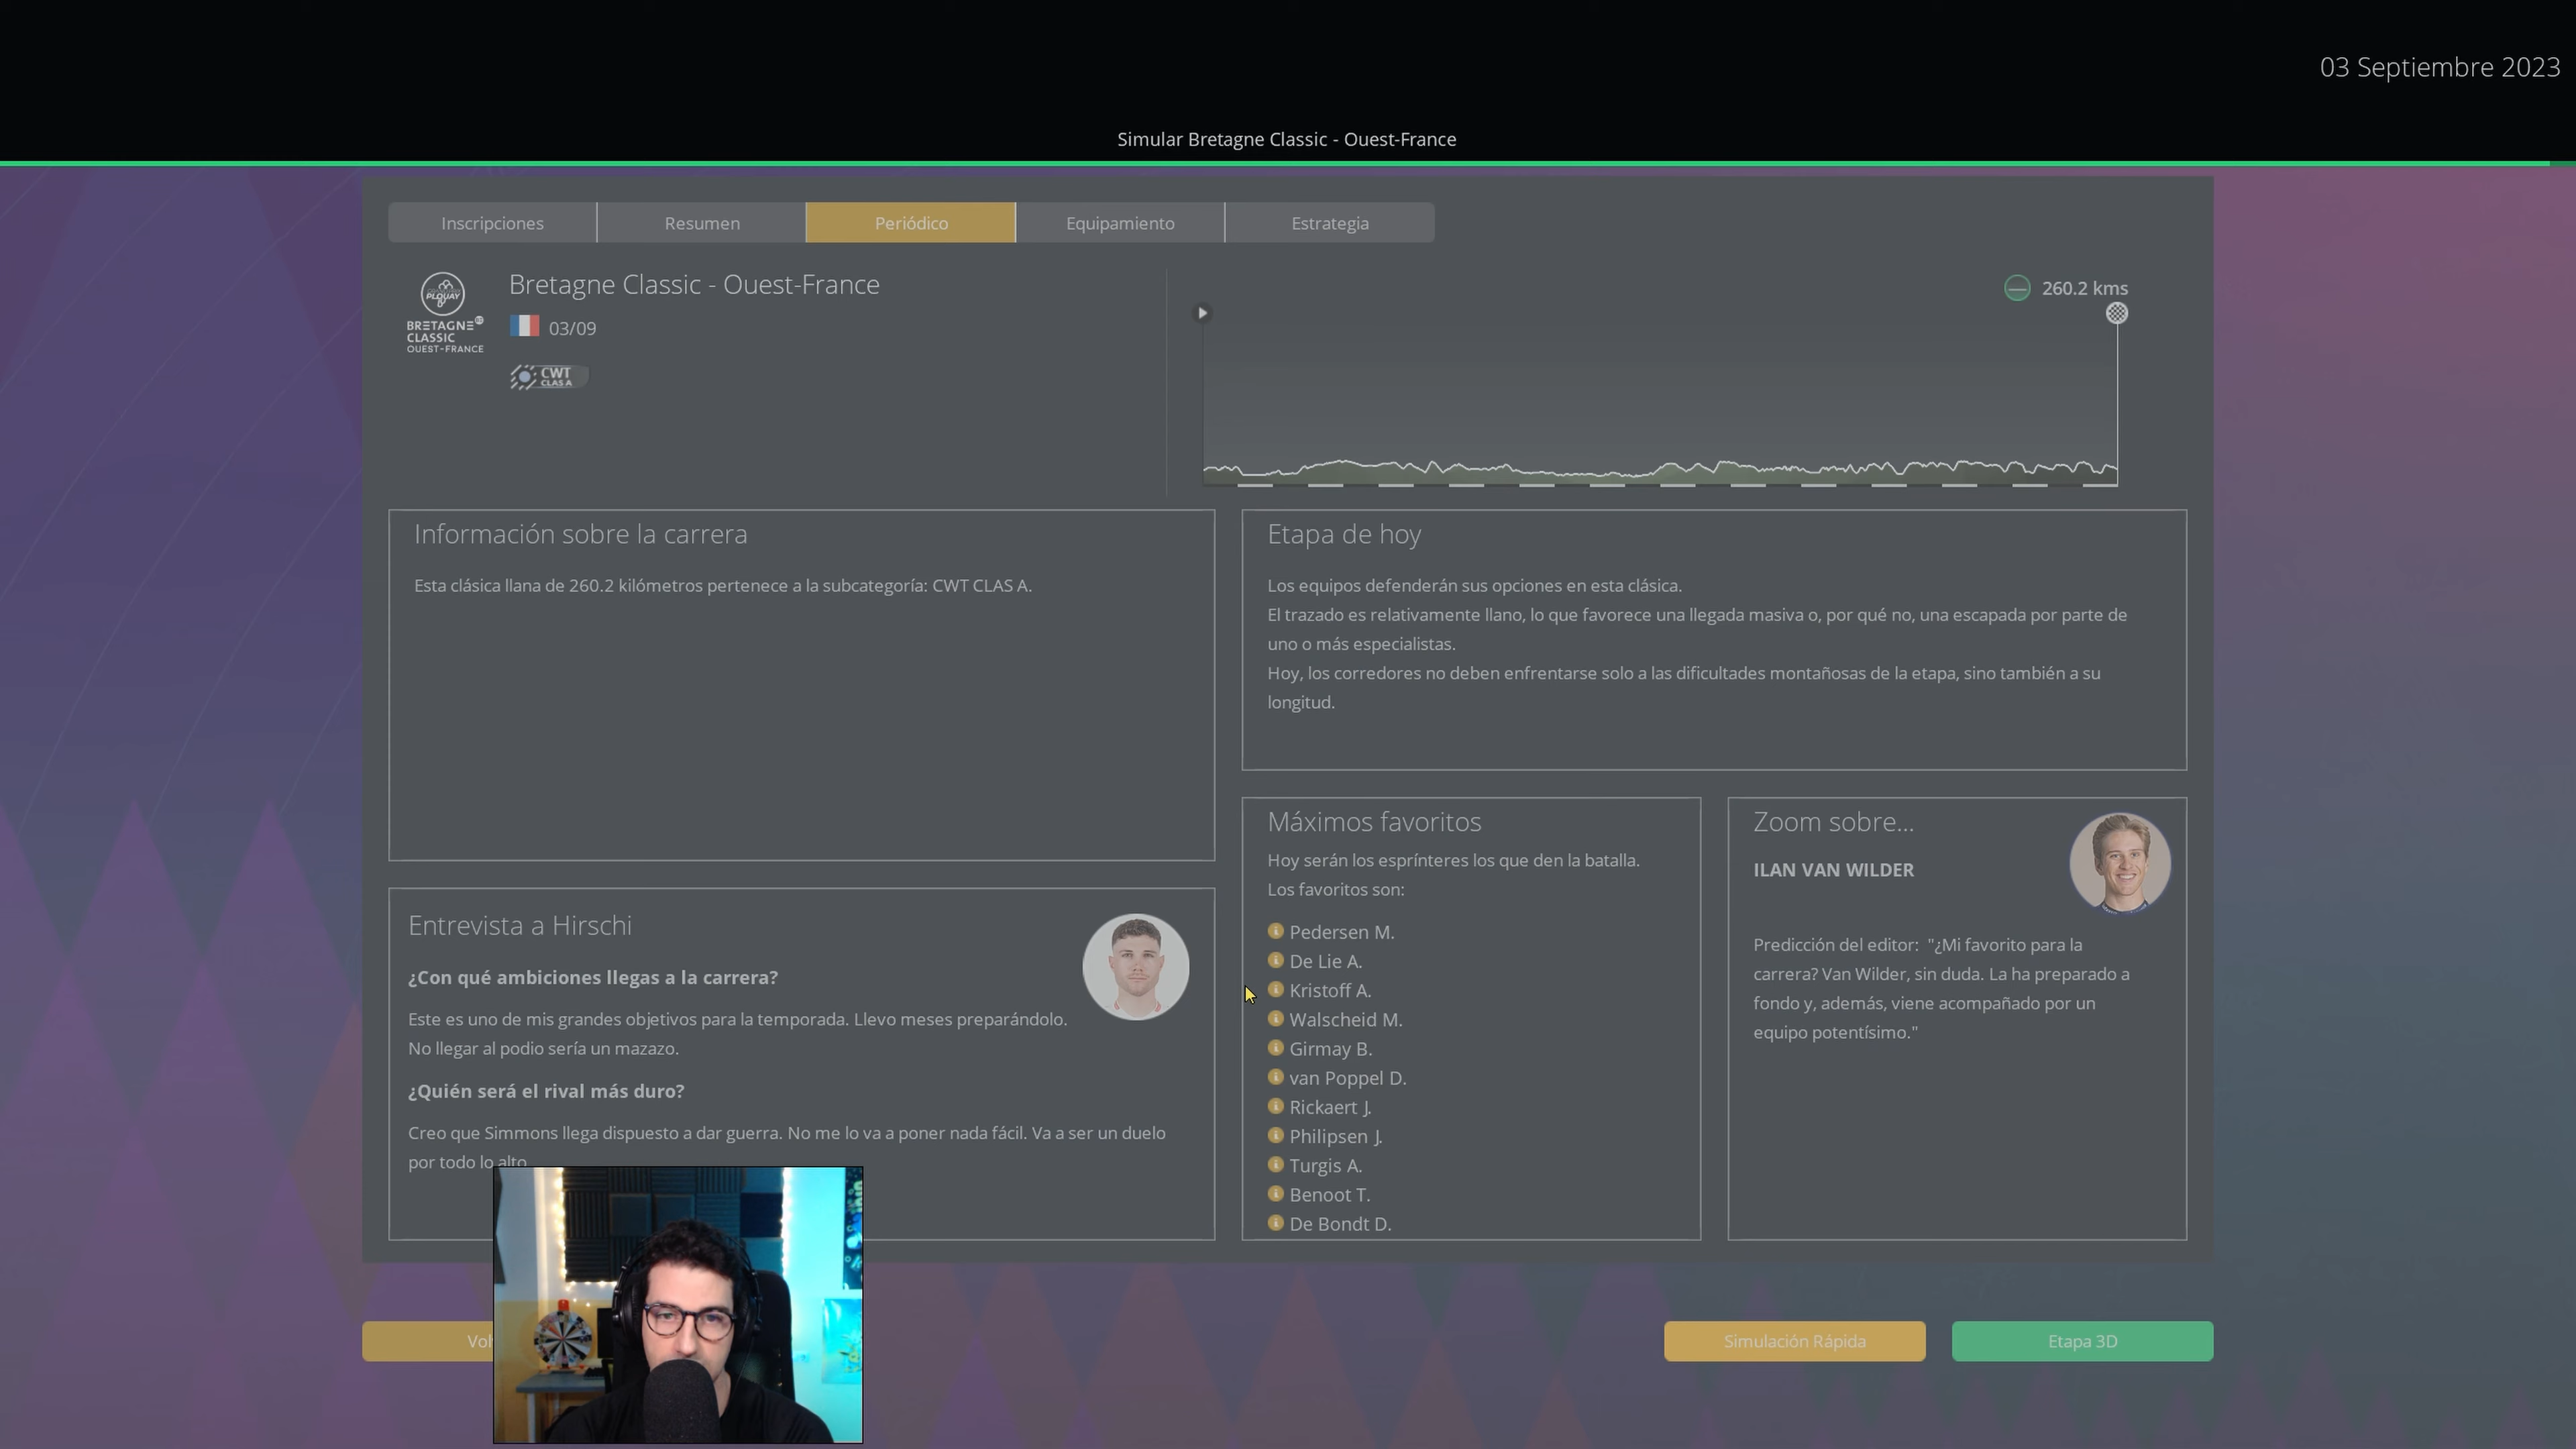 03 Septiembre 2023
Simular Bretagne Classic - Ouest-France
Inscripciones
Resumen
Periódico
Equipamiento
Estrategia
PLOUAY
BRETAGNE
CLASSIC
OUEST-FRANCE
Bretagne Classic - Ouest-France
03/09
CWT
CLAS A
260.2 kms
Información sobre la carrera
Esta clásica llana de 260.2 kilómetros pertenece a la subcategoría: CWT CLAS A.
Etapa de hoy
Los equipos defenderán sus opciones en esta clásica.
El trazado es relativamente llano, lo que favorece una llegada masiva o, por qué no, una escapada por parte de
uno o más especialistas.
Hoy, los corredores no deben enfrentarse solo a las dificultades montañosas de la etapa, sino también a su
longitud.
Entrevista a Hirschi
¿Con qué ambiciones llegas a la carrera?
Este es uno de mis grandes objetivos para la temporada. Llevo meses preparándolo.
No llegar al podio sería un mazazo.
¿Quién será el rival más duro?
Creo que Simmons llega dispuesto a dar guerra. No me lo va a poner nada fácil. Va a ser un duelo
por todo lo alto
Máximos favoritos
Hoy serán los esprínteres los que den la batalla.
Los favoritos son:
Pedersen M.
De Lie A.
Kristoff A.
Walscheid M.
Girmay B.
van Poppel D.
Rickaert J.
Philipsen J.
Turgis A.
Benoot T.
De Bondt D.
Zoom sobre...
ILAN VAN WILDER
Predicción del editor: "¿Mi favorito para la
carrera? Van Wilder, sin duda. La ha preparado a
fondo y, además, viene acompañado por un
equipo potentísimo."
Vol
Simulación Rápida
Etapa 3D